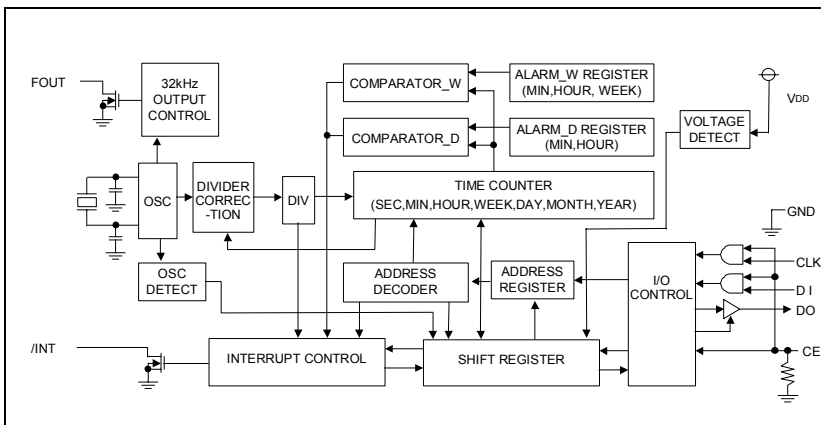 FOUT
32kHz
OUTPUT
CONTROL
COMPARATOR_W
ALARM_W REGISTER
(MIN,HOUR, WEEK)
VDD
VOLTAGE
DETECT
COMPARATOR_D
ALARM_D REGISTER
(MIN,HOUR)
OSC
DIVIDER
CORREC
-TION
DIV
TIME COUNTER
(SEC,MIN,HOUR,WEEK,DAY,MONTH,YEAR)
GND
OSC
DETECT
ADDRESS
DECODER
ADDRESS
REGISTER
I/O
CONTROL
CLK
D I
DO
/INT
INTERRUPT CONTROL
SHIFT REGISTER
CE